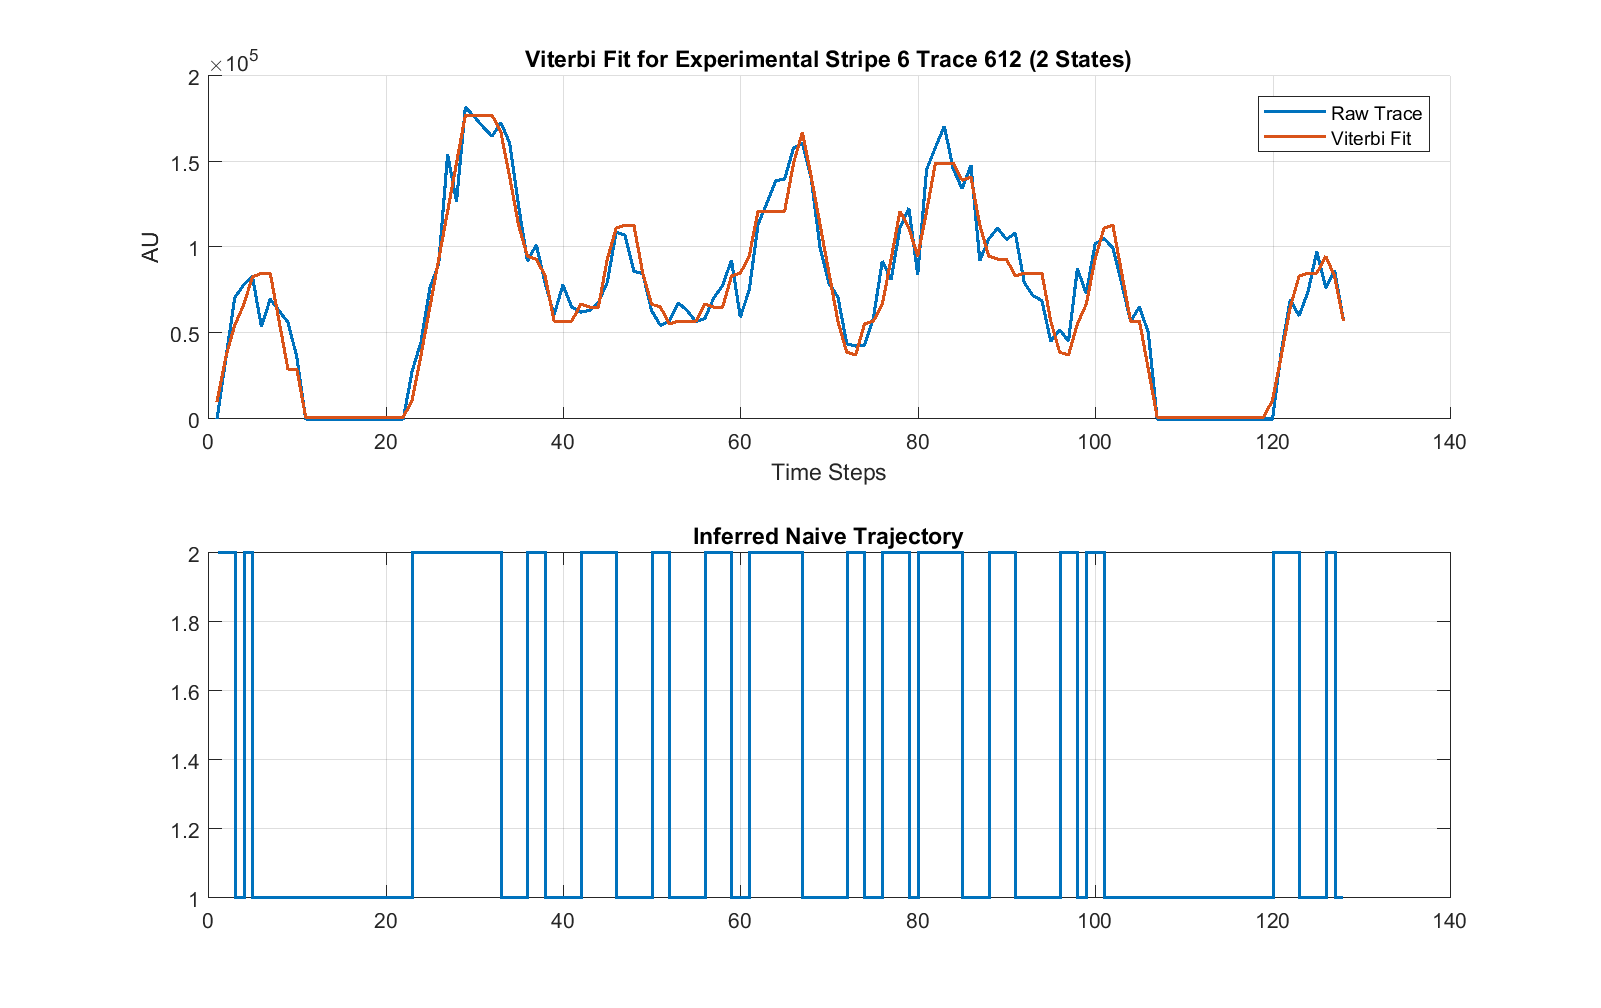 Viterbi Fit for Experimental Stripe 6 Trace 612 (2 States)
×10^5
2
1.5
1
0.5
0
AU
Raw Trace
Viterbi Fit
0 20 40 60 80 100 120 140
Time Steps
Inferred Naive Trajectory
2
1.8
1.6
1.4
1.2
1
0 20 40 60 80 100 120 140